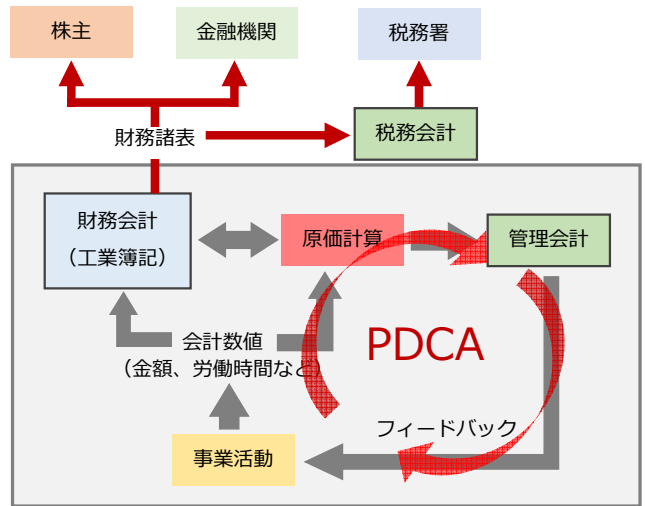 株主
金融機関
税務署
財務諸表
税務会計
財務会計
（工業簿記）
原価計算
管理会計
会計数値
（金額、労働時間など）
PDCA
フィードバック
事業活動